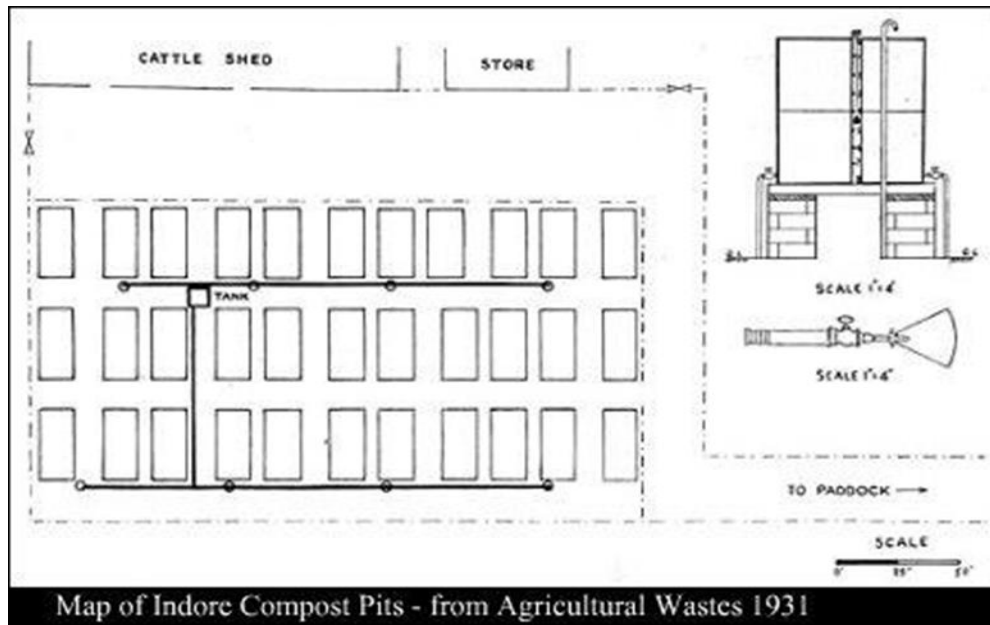 CATTLE SHED
STORE
TANK
G.L.
SCALE 1"=4'
SCALE 1"=4"
TO PADDOCK →
SCALE
0' 25' 50'
Map of Indore Compost Pits - from Agricultural Wastes 1931